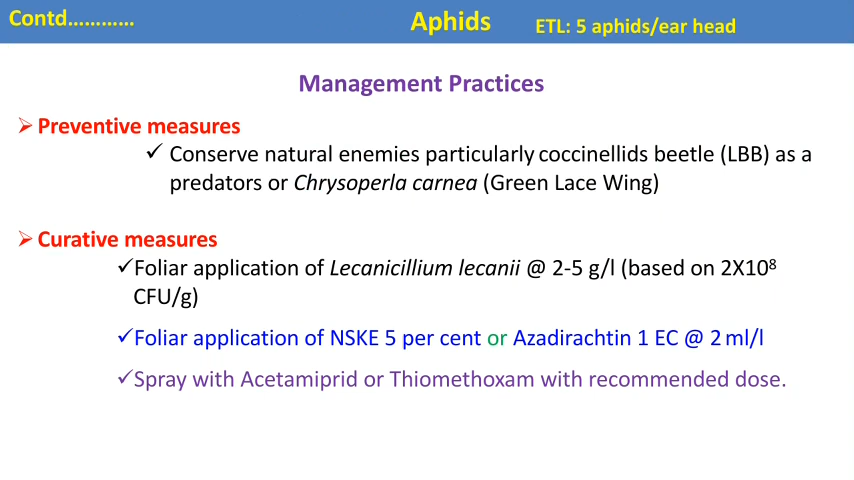 Contd…………
Aphids
ETL: 5 aphids/ear head
Management Practices
➢ Preventive measures
✓ Conserve natural enemies particularly coccinellids beetle (LBB) as a
predators or Chrysoperla carnea (Green Lace Wing)
➢ Curative measures
✓Foliar application of Lecanicillium lecanii @ 2-5 g/l (based on 2X10⁸
CFU/g)
✓Foliar application of NSKE 5 per cent or Azadirachtin 1 EC @ 2 ml/l
✓Spray with Acetamiprid or Thiomethoxam with recommended dose.